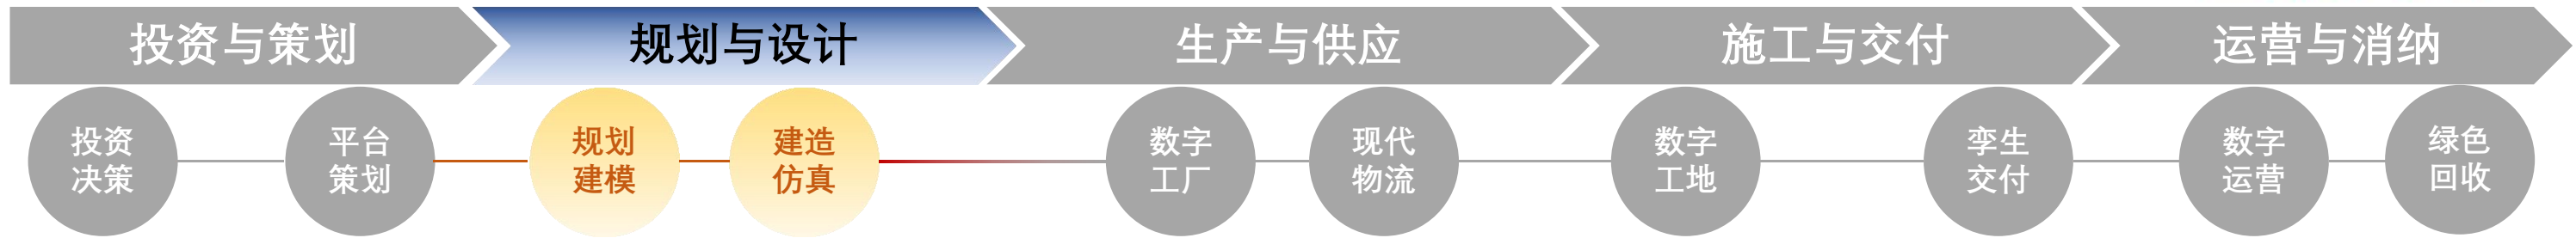 投资与策划
规划与设计
生产与供应
施工与交付
运营与消纳
投资
决策
平台
策划
规划
建模
建造
仿真
数字
工厂
现代
物流
数字
工地
孪生
交付
数字
运营
绿色
回收